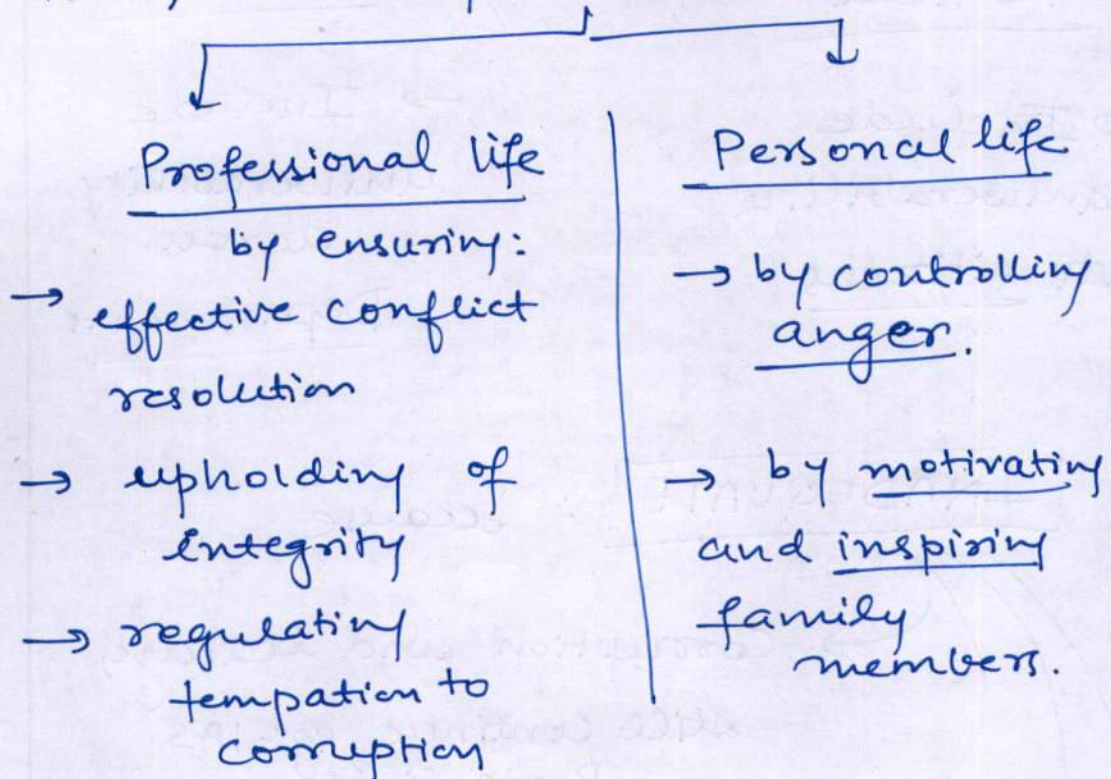 Professional life
by ensuring:
→ effective conflict
resolution
→ upholding of
integrity
→ regulating
tempation to
corruption
Personal life
→ by controlling
anger.
→ by motivating
and inspiring
family
members.